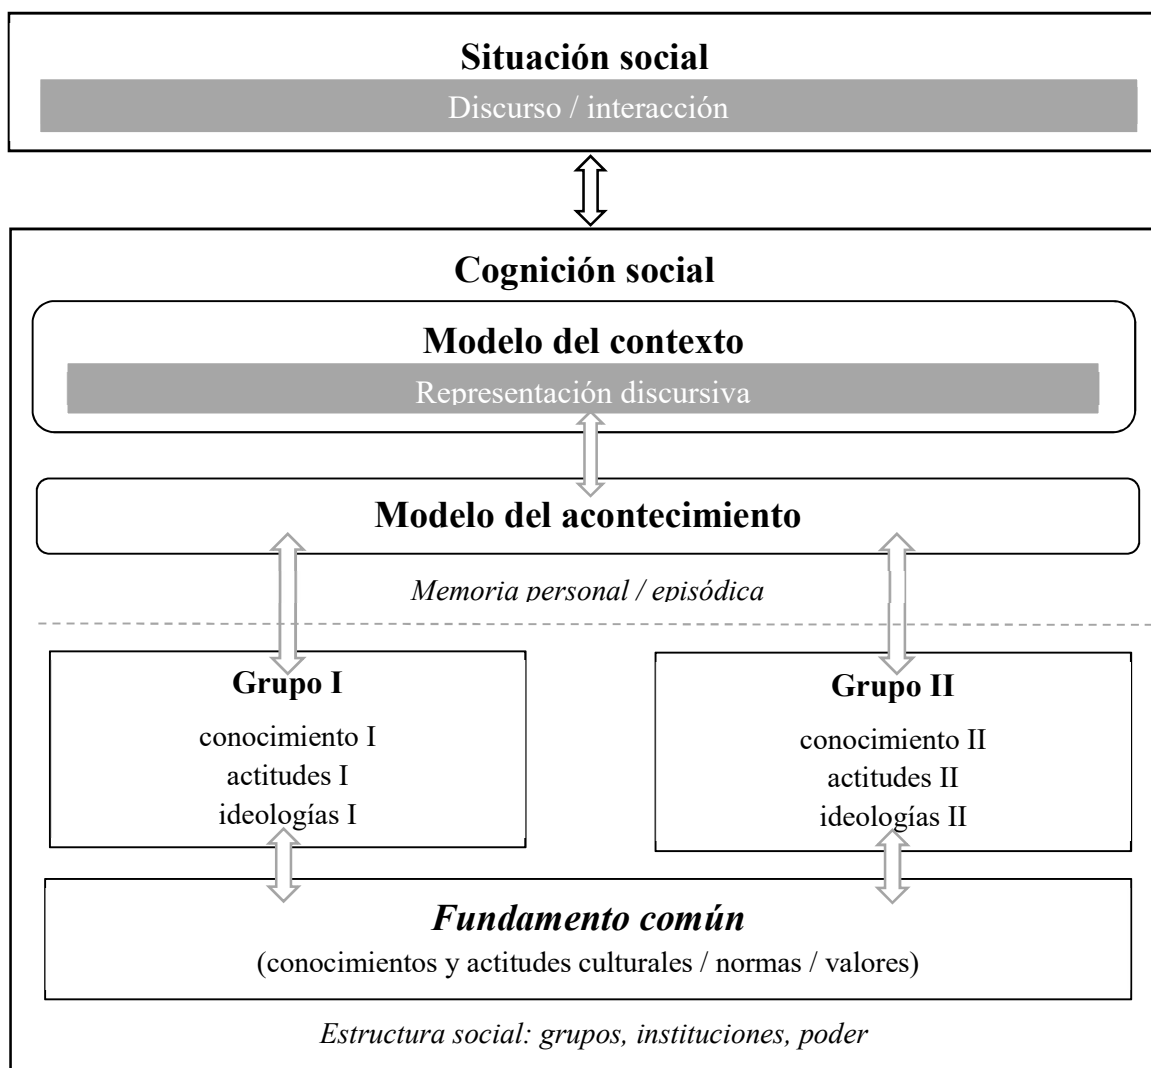 Situación social
Discurso / interacción
Cognición social
Modelo del contexto
Representación discursiva
Modelo del acontecimiento
Memoria personal / episódica
Grupo I
conocimiento I
actitudes I
ideologías I
Grupo II
conocimiento II
actitudes II
ideologías II
Fundamento común
(conocimientos y actitudes culturales / normas / valores)
Estructura social: grupos, instituciones, poder